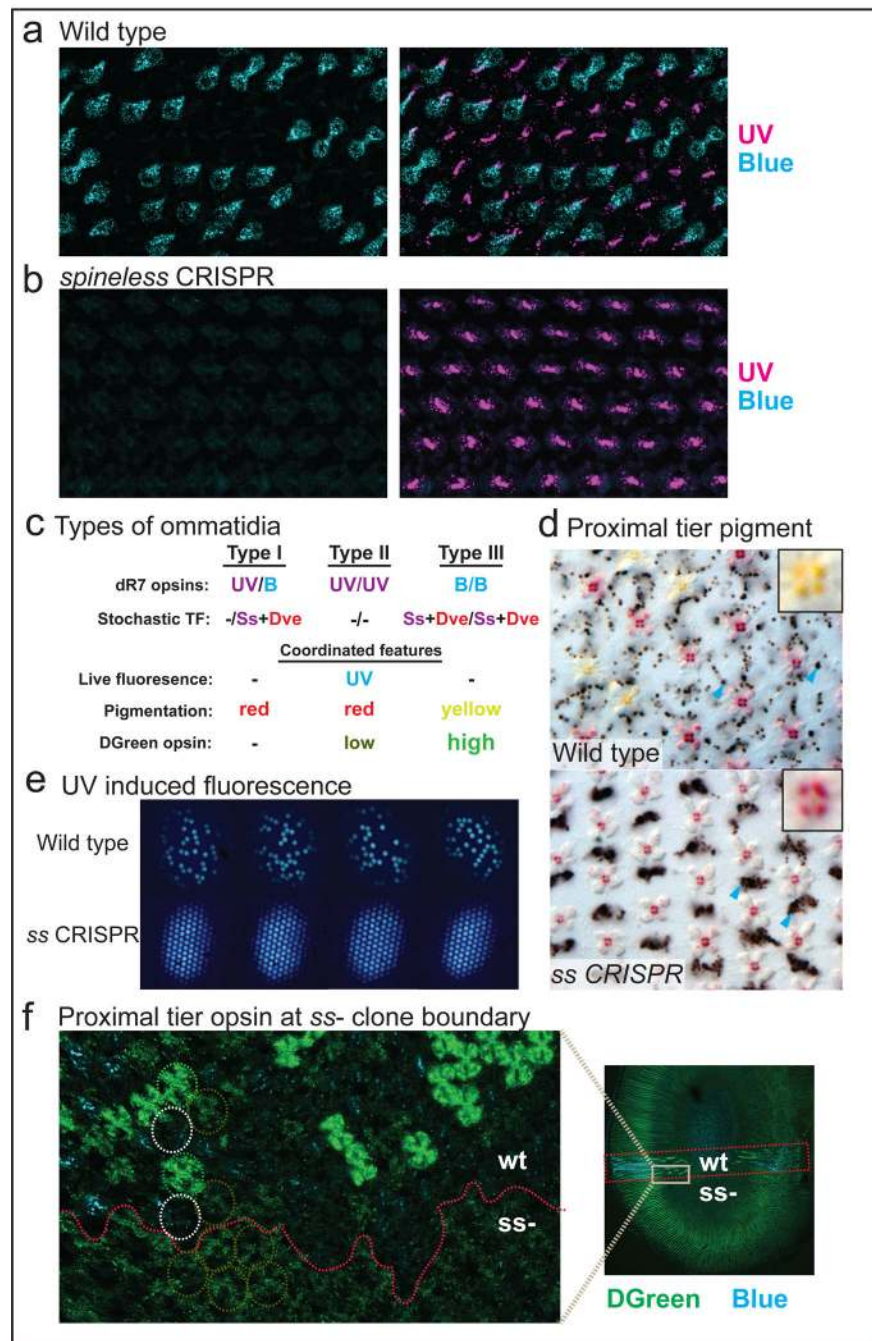 a Wild type
UV
Blue
b spineless CRISPR
UV
Blue
c Types of ommatidia
Type I Type II Type III
dR7 opsins: UV/B UV/UV B/B
Stochastic TF: -/Ss+Dve -/- Ss+Dve/Ss+Dve
Coordinated features
Live fluoresence: - UV -
Pigmentation: red red yellow
DGreen opsin: - low high
d Proximal tier pigment
Wild type
ss CRISPR
e UV induced fluorescence
Wild type
ss CRISPR
f Proximal tier opsin at ss- clone boundary
wt
ss-
wt
ss-
DGreen Blue